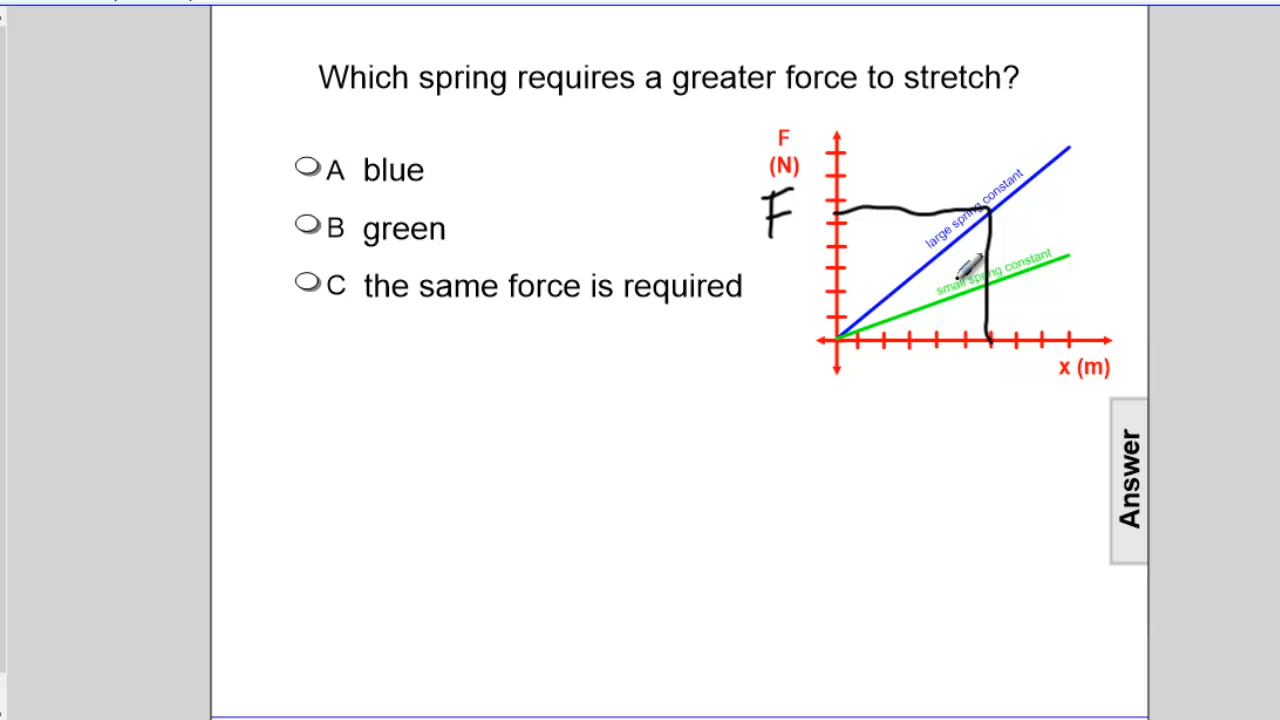 Which spring requires a greater force to stretch?
A blue
B green
C the same force is required
F
(N)
F
large spring constant
small spring constant
x (m)
Answer